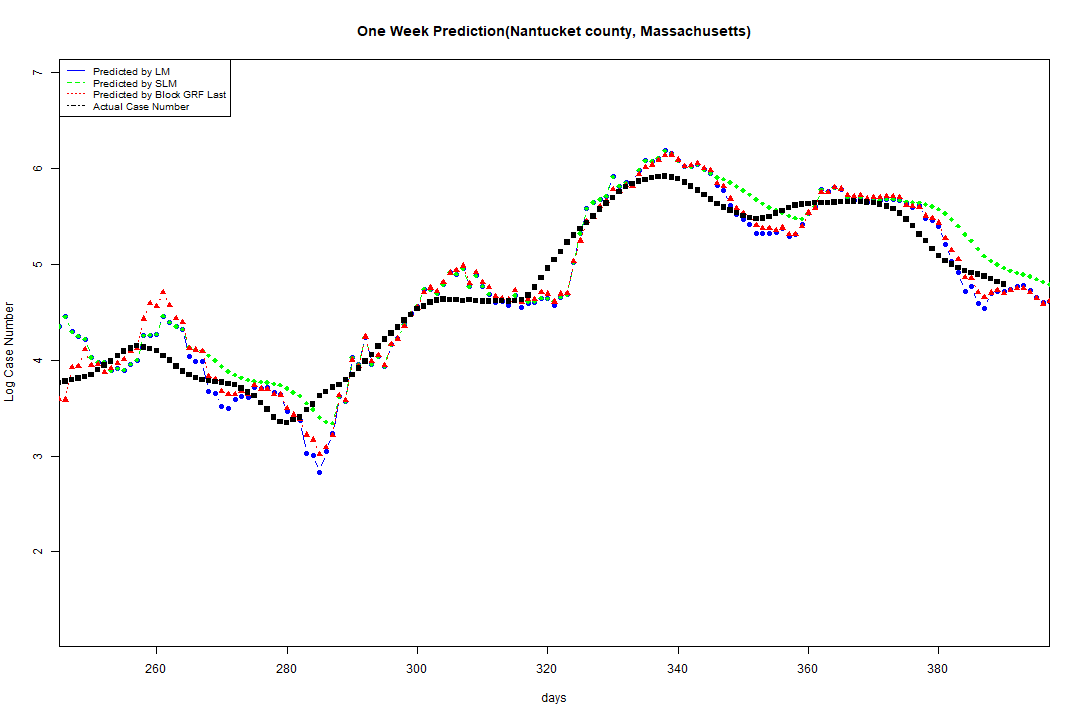 One Week Prediction(Nantucket county, Massachusetts)
Predicted by LM
Predicted by SLM
Predicted by Block GRF Last
Actual Case Number
7
6
5
4
3
2
Log Case Number
260 280 300 320 340 360 380
days